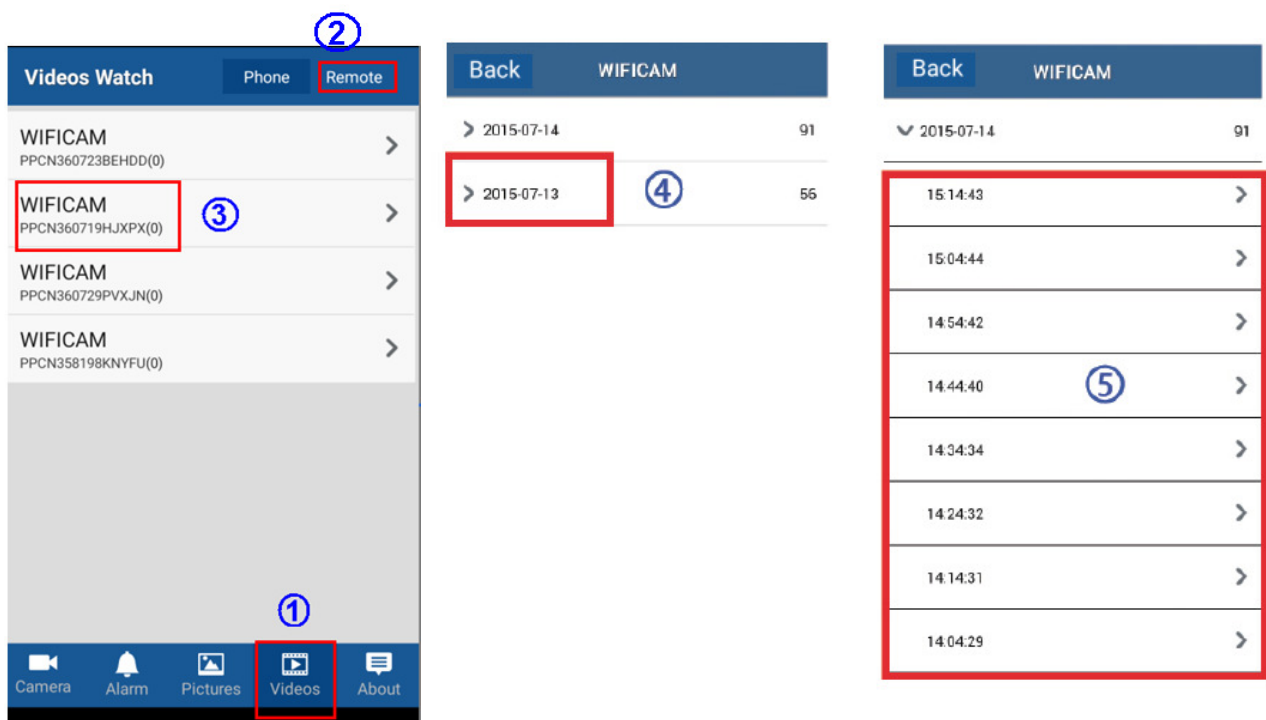 ②
Videos Watch Phone Remote
WIFICAM
PPCN360723BEHDD(0)
WIFICAM
PPCN360719HJXPX(0)
③
WIFICAM
PPCN360729PVXJN(0)
WIFICAM
PPCN358198KNYFU(0)
①
Camera Alarm Pictures Videos About
Back WIFICAM
2015-07-14 91
2015-07-13 ④ 56
Back WIFICAM
2015-07-14 91
15:14:43
15:04:44
14:54:42
14:44:40 ⑤
14:34:34
14:24:32
14:14:31
14:04:29